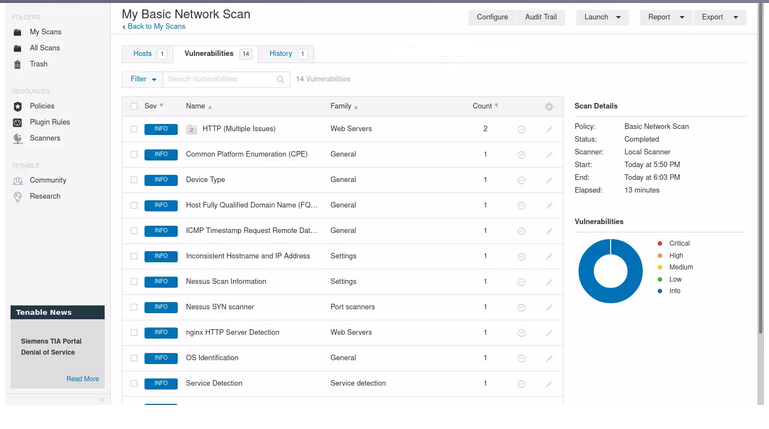 My Basic Network Scan
Back to My Scans
Configure Audit Trail Launch Report Export
FOLDERS
My Scans
All Scans
Trash
RESOURCES
Policies
Plugin Rules
Scanners
TENABLE
Community
Research
Tenable News
Siemens TIA Portal
Denial of Service
Read More
Hosts 1 Vulnerabilities 14 History 1
Filter Search Vulnerabilities 14 Vulnerabilities
Sev Name Family Count
INFO 2 HTTP (Multiple Issues) Web Servers 2
INFO Common Platform Enumeration (CPE) General 1
INFO Device Type General 1
INFO Host Fully Qualified Domain Name (FQ... General 1
INFO ICMP Timestamp Request Remote Dat... General 1
INFO Inconsistent Hostname and IP Address Settings 1
INFO Nessus Scan Information Settings 1
INFO Nessus SYN scanner Port scanners 1
INFO nginx HTTP Server Detection Web Servers 1
INFO OS Identification General 1
INFO Service Detection Service detection 1
Scan Details
Policy: Basic Network Scan
Status: Completed
Scanner: Local Scanner
Start: Today at 5:50 PM
End: Today at 6:03 PM
Elapsed: 13 minutes
Vulnerabilities
Critical
High
Medium
Low
Info